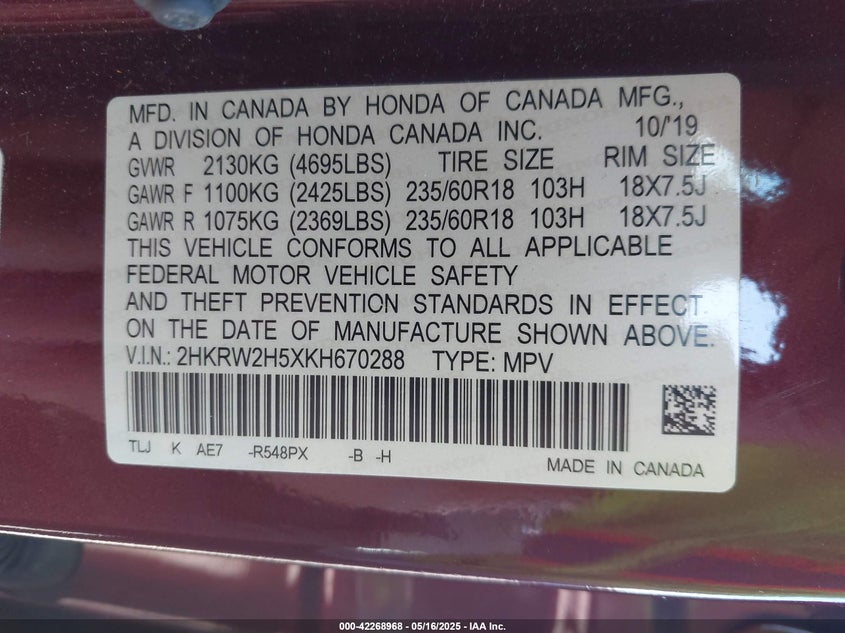 MFD. IN CANADA BY HONDA OF CANADA MFG.,
A DIVISION OF HONDA CANADA INC. 10/'19
GVWR 2130KG (4695LBS) TIRE SIZE RIM SIZE
GAWR F 1100KG (2425LBS) 235/60R18 103H 18X7.5J
GAWR R 1075KG (2369LBS) 235/60R18 103H 18X7.5J
THIS VEHICLE CONFORMS TO ALL APPLICABLE
FEDERAL MOTOR VEHICLE SAFETY
AND THEFT PREVENTION STANDARDS IN EFFECT
ON THE DATE OF MANUFACTURE SHOWN ABOVE.
V.I.N.: 2HKRW2H5XKH670288 TYPE: MPV
TLJ K AE7 -R548PX -B -H
MADE IN CANADA
000-42268968 - 05/16/2025 - IAA Inc.